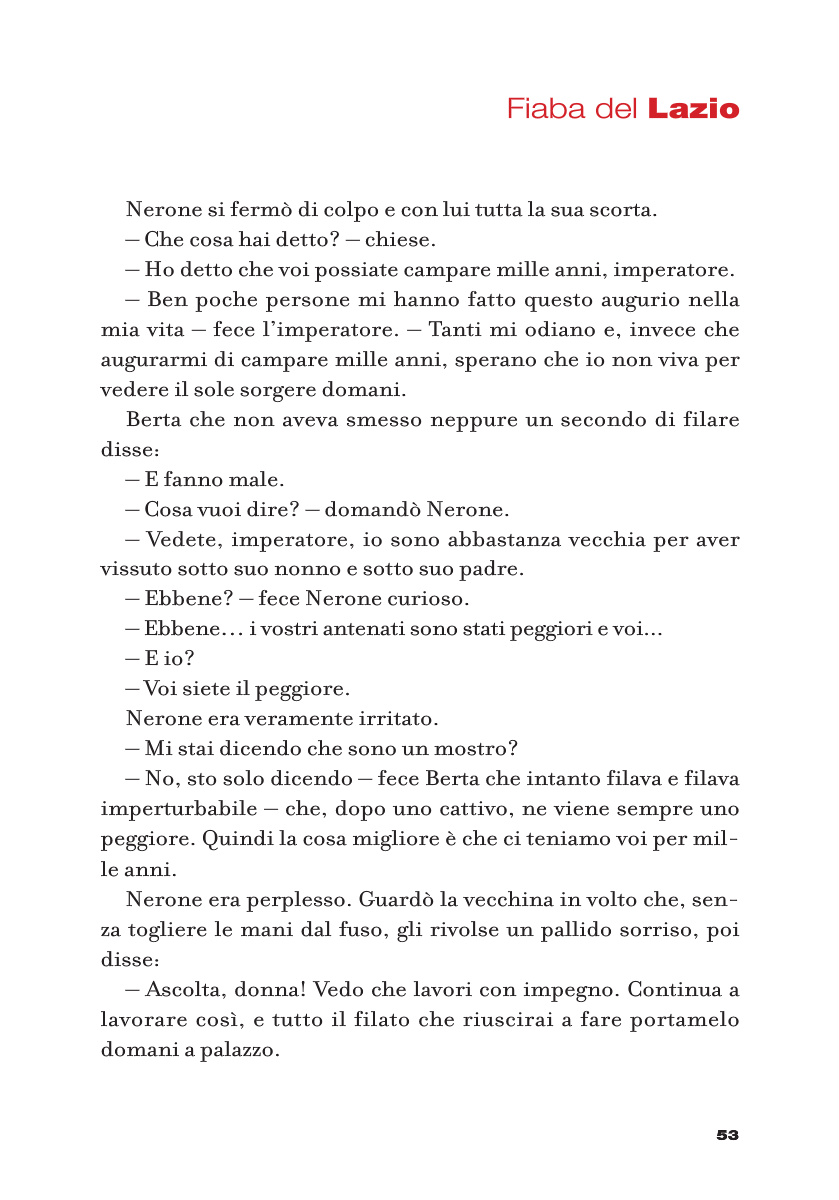 Fiaba del Lazio
Nerone si fermò di colpo e con lui tutta la sua scorta.
– Che cosa hai detto? – chiese.
– Ho detto che voi possiate campare mille anni, imperatore.
– Ben poche persone mi hanno fatto questo augurio nella
mia vita – fece l’imperatore. – Tanti mi odiano e, invece che
augurarmi di campare mille anni, sperano che io non viva per
vedere il sole sorgere domani.
Berta che non aveva smesso neppure un secondo di filare
disse:
– E fanno male.
– Cosa vuoi dire? – domandò Nerone.
– Vedete, imperatore, io sono abbastanza vecchia per aver
vissuto sotto suo nonno e sotto suo padre.
– Ebbene? – fece Nerone curioso.
– Ebbene… i vostri antenati sono stati peggiori e voi...
– E io?
– Voi siete il peggiore.
Nerone era veramente irritato.
– Mi stai dicendo che sono un mostro?
– No, sto solo dicendo – fece Berta che intanto filava e filava
imperturbabile – che, dopo uno cattivo, ne viene sempre uno
peggiore. Quindi la cosa migliore è che ci teniamo voi per mil-
le anni.
Nerone era perplesso. Guardò la vecchina in volto che, sen-
za togliere le mani dal fuso, gli rivolse un pallido sorriso, poi
disse:
– Ascolta, donna! Vedo che lavori con impegno. Continua a
lavorare così, e tutto il filato che riuscirai a fare portamelo
domani a palazzo.
53